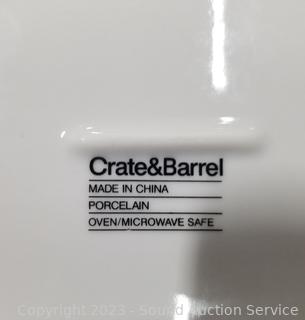 Crate&Barrel
MADE IN CHINA
PORCELAIN
OVEN/MICROWAVE SAFE
Copyright 2023 - Sound Auction Service